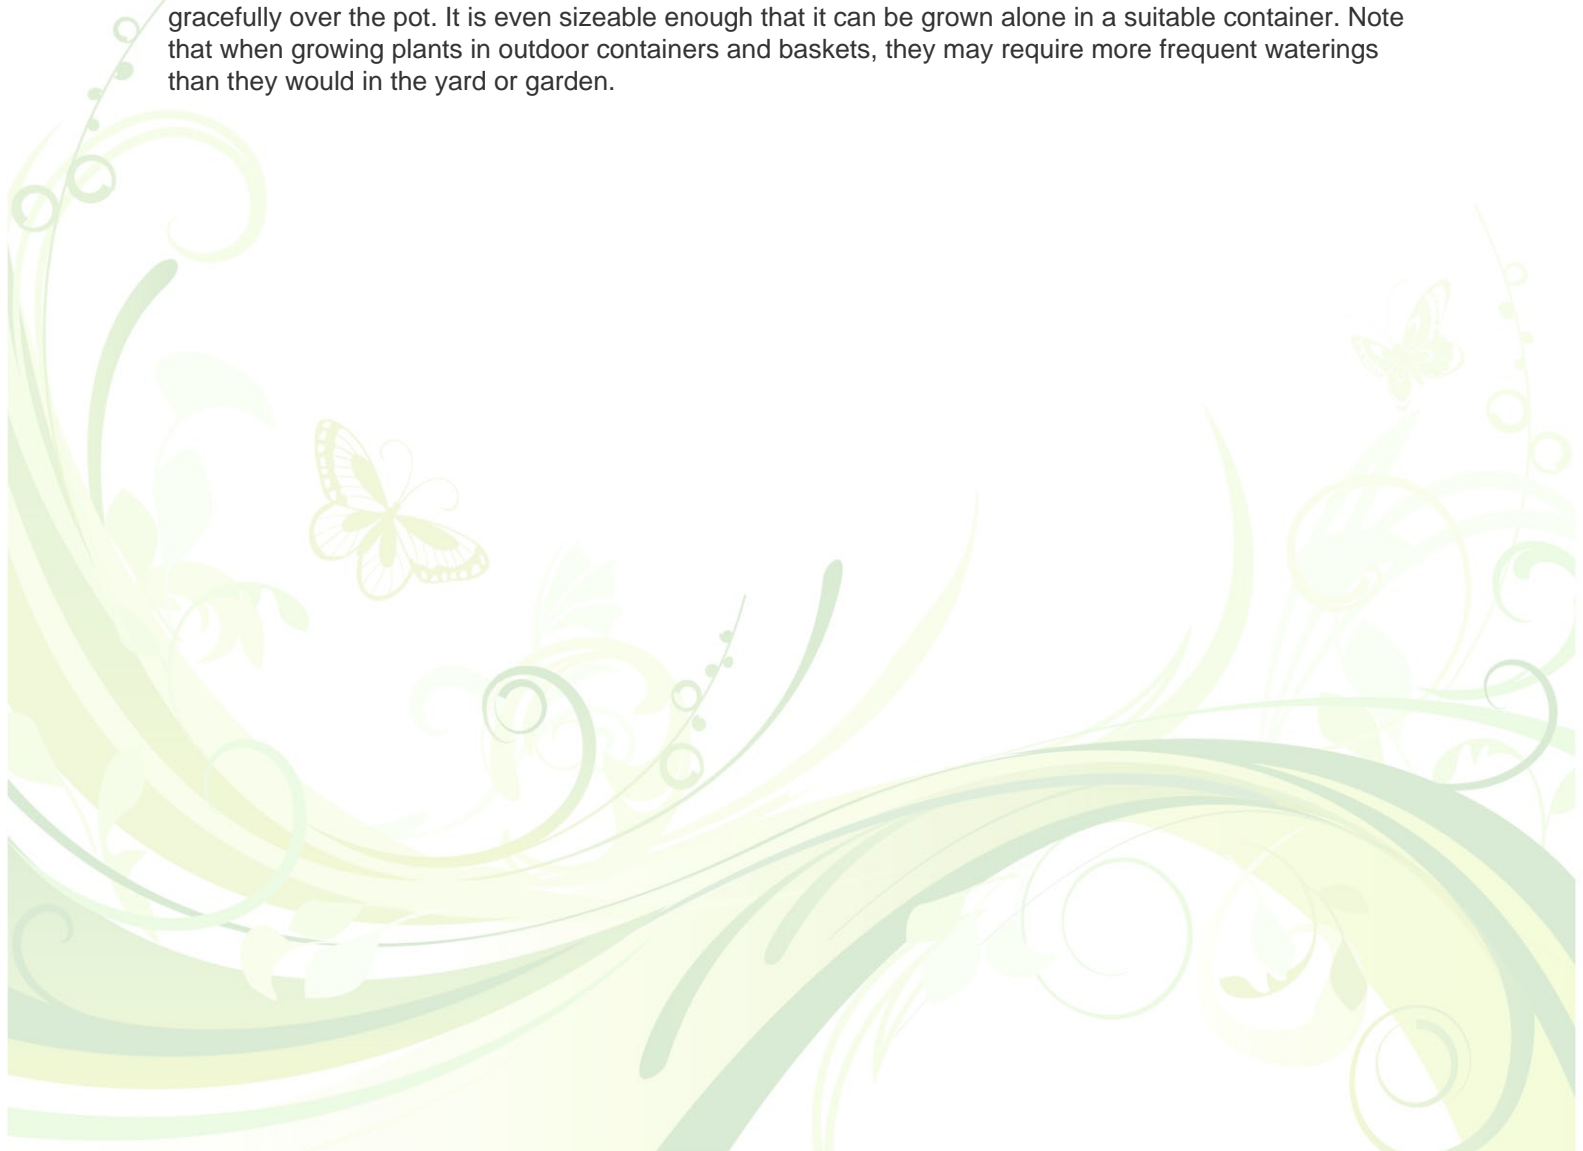 gracefully over the pot. It is even sizeable enough that it can be grown alone in a suitable container. Note
that when growing plants in outdoor containers and baskets, they may require more frequent waterings
than they would in the yard or garden.